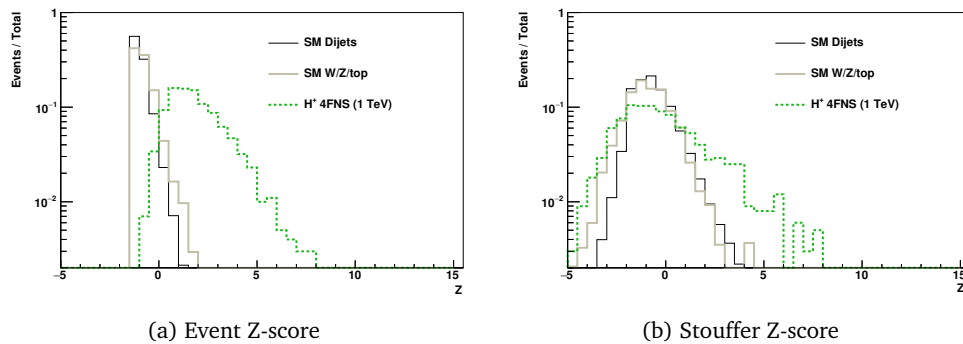 Events / Total
1
10⁻¹
10⁻²
SM Dijets
SM W/Z/top
H⁺ 4FNS (1 TeV)
−5 0 5 10 15
Z
(a) Event Z-score
Events / Total
1
10⁻¹
10⁻²
SM Dijets
SM W/Z/top
H⁺ 4FNS (1 TeV)
−5 0 5 10 15
Z
(b) Stouffer Z-score